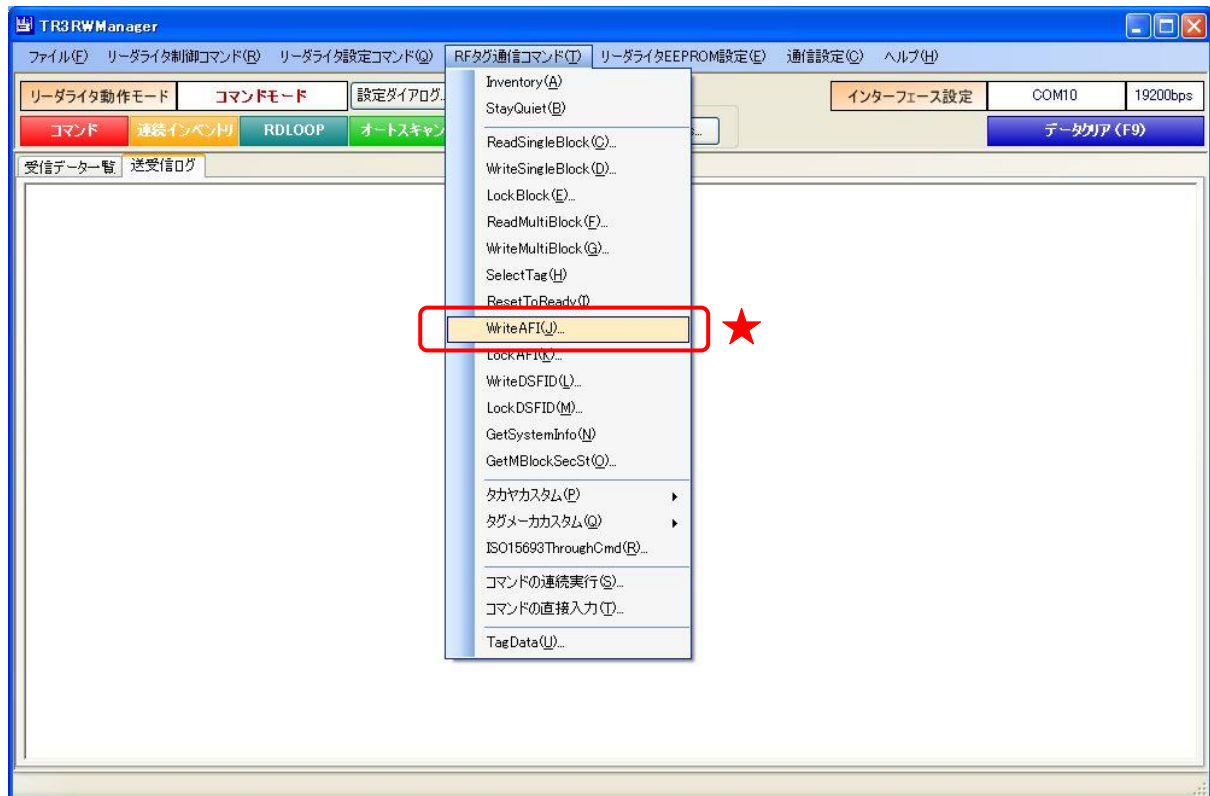 TR3RWManager
ファイル(F) リーダライタ制御コマンド(R) リーダライタ設定コマンド(Q) RFタグ通信コマンド(T) リーダライタEEPROM設定(E) 通信設定(C) ヘルプ(H)
リーダライタ動作モード コマンドモード 設定ダイアログ.. インターフェース設定 COM10 19200bps
コマンド 連続インベントリ RDLOOP オートスキャン ... データクリア (F9)
受信データ一覧 送受信ログ
Inventory(A)
StayQuiet(B)
ReadSingleBlock(C)...
WriteSingleBlock(D)...
LockBlock(E)...
ReadMultiBlock(F)...
WriteMultiBlock(G)...
SelectTag(H)
ResetToReady(I)
WriteAFI(J)...
LockAFI(K)...
WriteDSFID(L)...
LockDSFID(M)...
GetSystemInfo(N)
GetMBlockSecSt(O)...
タカヤカスタム(P)
タグメーカカスタム(Q)
ISO15693ThroughCmd(R)...
コマンドの連続実行(S)...
コマンドの直接入力(T)...
TagData(U)...